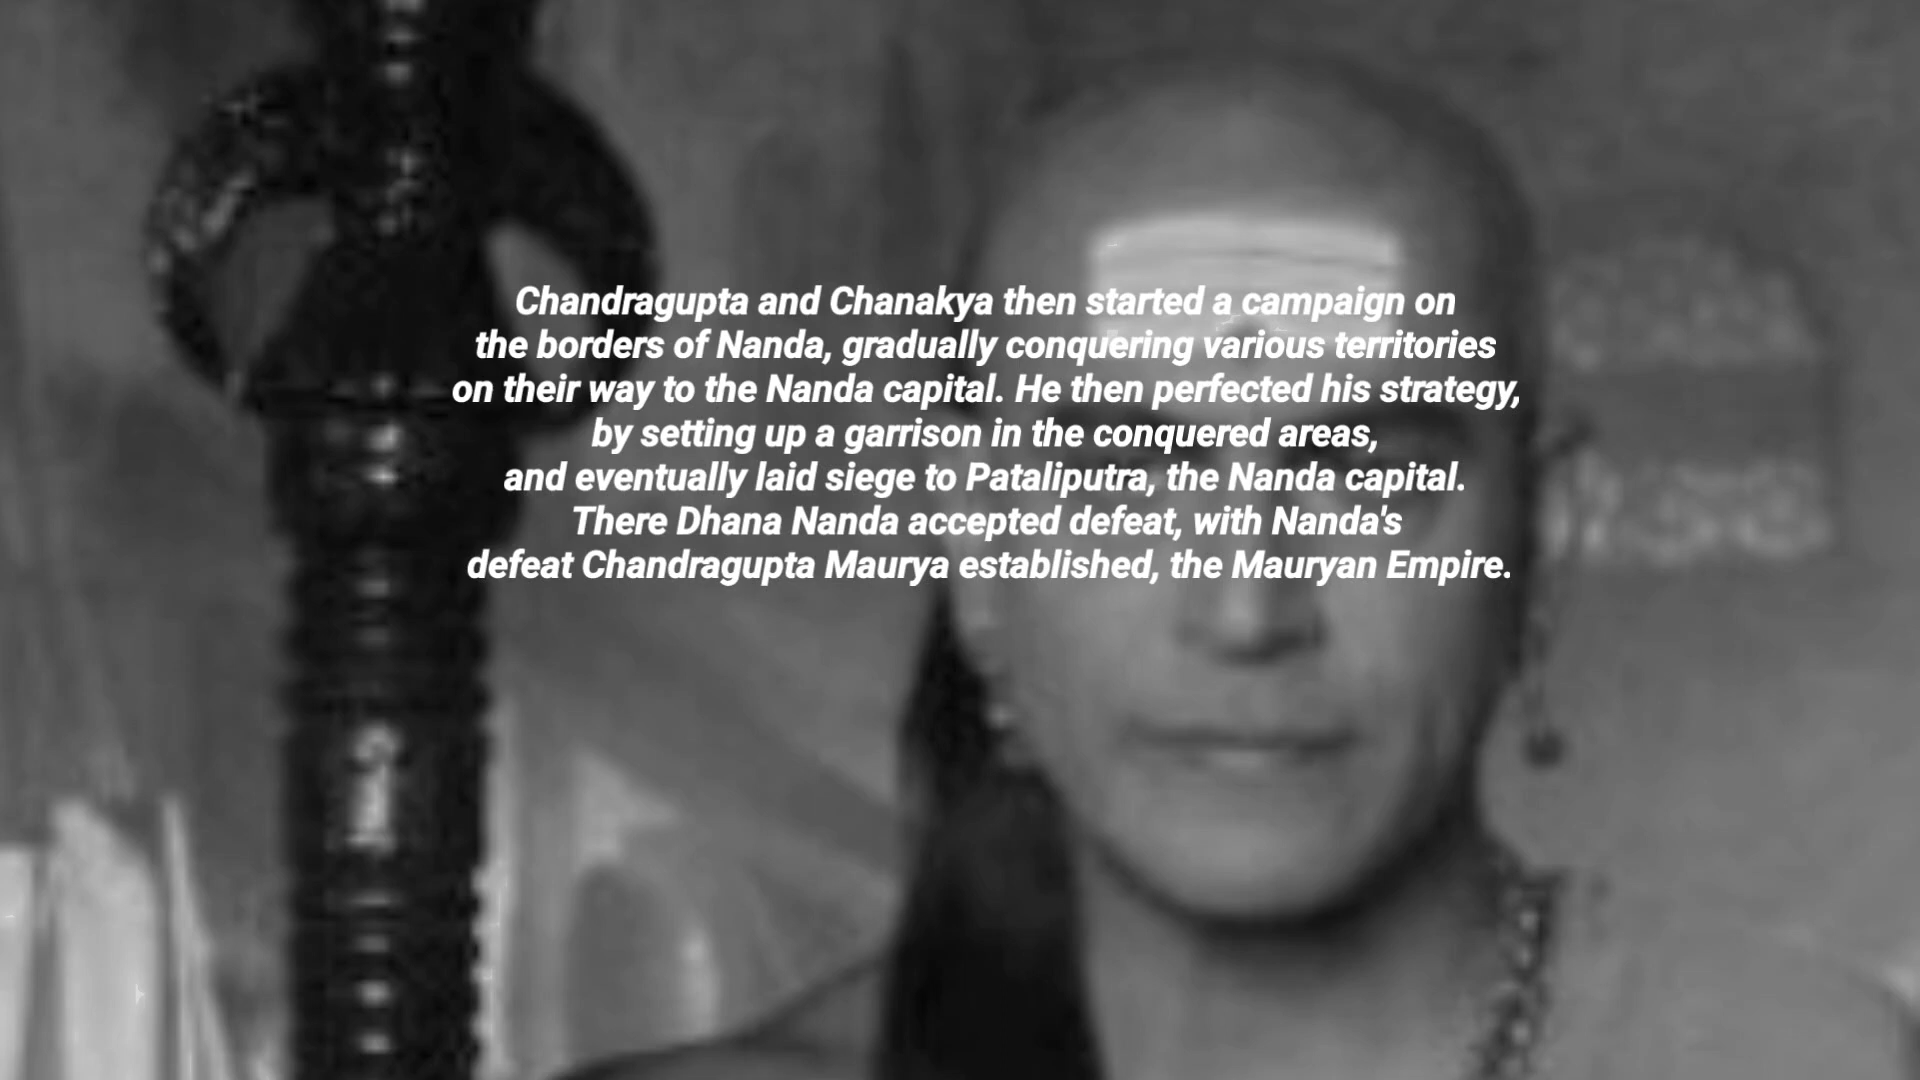 Chandragupta and Chanakya then started a campaign on
the borders of Nanda, gradually conquering various territories
on their way to the Nanda capital. He then perfected his strategy,
by setting up a garrison in the conquered areas,
and eventually laid siege to Pataliputra, the Nanda capital.
There Dhana Nanda accepted defeat, with Nanda's
defeat Chandragupta Maurya established, the Mauryan Empire.